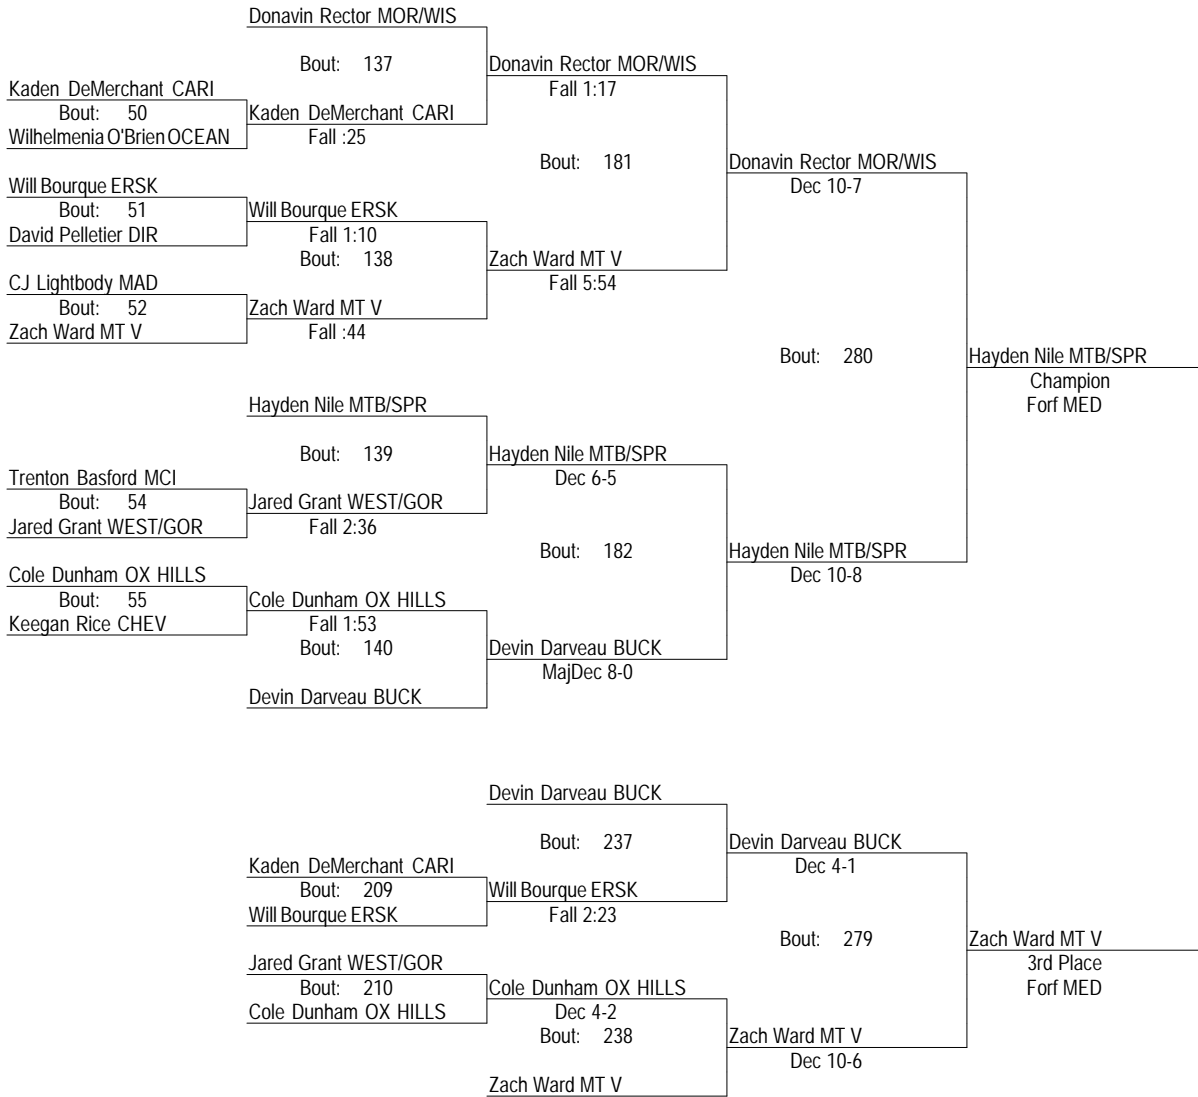 Donavin Rector MOR/WIS
Bout: 137
Donavin Rector MOR/WIS
Fall 1:17
Kaden DeMerchant CARI
Bout: 50
Wilhelmenia O'Brien OCEAN
Kaden DeMerchant CARI
Fall :25
Bout: 181
Donavin Rector MOR/WIS
Dec 10-7
Will Bourque ERSK
Bout: 51
David Pelletier DIR
Will Bourque ERSK
Fall 1:10
Bout: 138
Zach Ward MT V
Fall 5:54
CJ Lightbody MAD
Bout: 52
Zach Ward MT V
Zach Ward MT V
Fall :44
Bout: 280
Hayden Nile MTB/SPR
Champion
Forf MED
Hayden Nile MTB/SPR
Bout: 139
Hayden Nile MTB/SPR
Dec 6-5
Trenton Basford MCI
Bout: 54
Jared Grant WEST/GOR
Jared Grant WEST/GOR
Fall 2:36
Bout: 182
Hayden Nile MTB/SPR
Dec 10-8
Cole Dunham OX HILLS
Bout: 55
Keegan Rice CHEV
Cole Dunham OX HILLS
Fall 1:53
Bout: 140
Devin Darveau BUCK
MajDec 8-0
Devin Darveau BUCK
Devin Darveau BUCK
Bout: 237
Devin Darveau BUCK
Dec 4-1
Kaden DeMerchant CARI
Bout: 209
Will Bourque ERSK
Will Bourque ERSK
Fall 2:23
Bout: 279
Zach Ward MT V
3rd Place
Forf MED
Jared Grant WEST/GOR
Bout: 210
Cole Dunham OX HILLS
Cole Dunham OX HILLS
Dec 4-2
Bout: 238
Zach Ward MT V
Dec 10-6
Zach Ward MT V